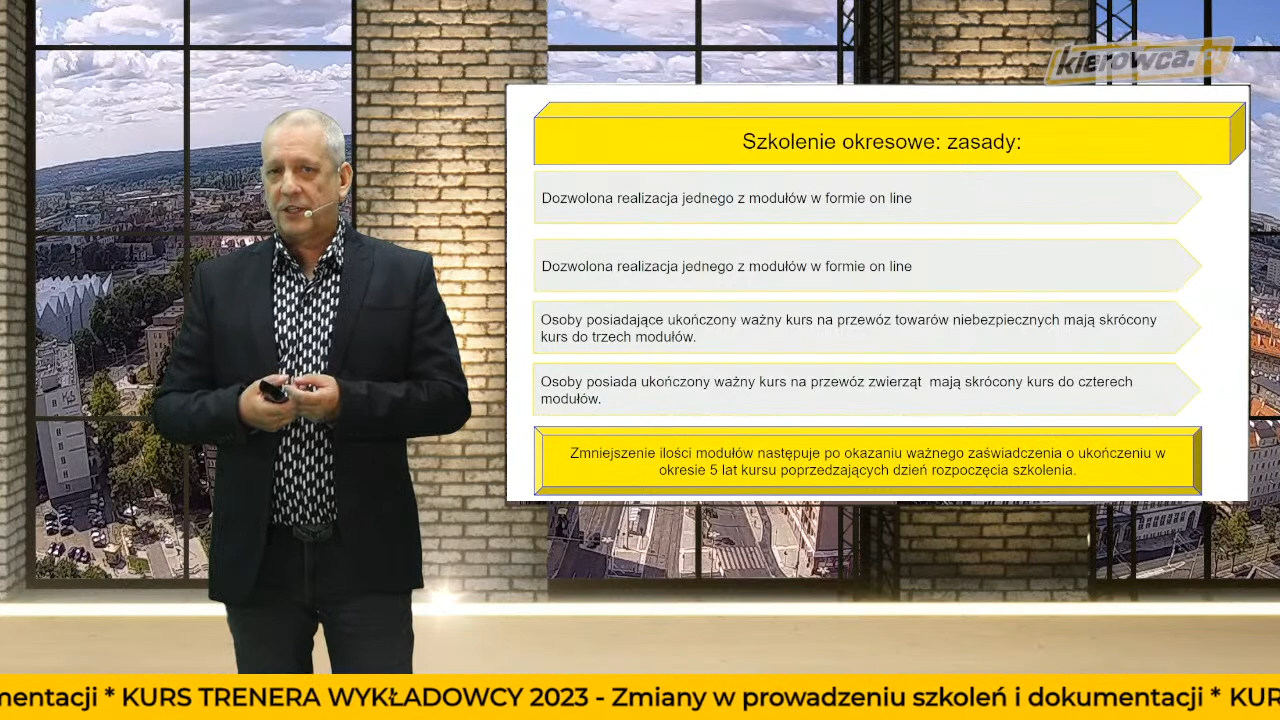 kierowca.tv
Szkolenie okresowe: zasady:
Dozwolona realizacja jednego z modułów w formie on line
Dozwolona realizacja jednego z modułów w formie on line
Osoby posiadające ukończony ważny kurs na przewóz towarów niebezpiecznych mają skrócony
kurs do trzech modułów.
Osoby posiada ukończony ważny kurs na przewóz zwierząt  mają skrócony kurs do czterech
modułów.
Zmniejszenie ilości modułów następuje po okazaniu ważnego zaświadczenia o ukończeniu w
okresie 5 lat kursu poprzedzających dzień rozpoczęcia szkolenia.
mentacji * KURS TRENERA WYKŁADOWCY 2023 - Zmiany w prowadzeniu szkoleń i dokumentacji * KUR